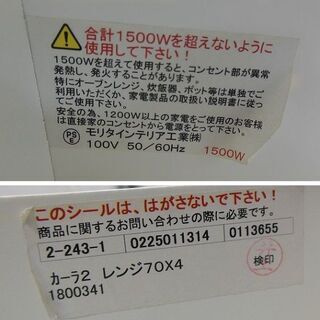 合計1500Wを超えないように
使用して下さい!
1500Wを超えて使用すると、コンセント部が異常
発熱し、発火することがあります。
特にオーブンレンジ、炊飯器、ポット等は単独でご
利用いただくか、家電製品の取扱い説明書に従っ
て下さい。
安全の為、1200W以上の家電をご使用のお客様
は直接家のコンセントから電源をとって下さい。
PSE
モリタインテリア工業㈱
100V 50/60Hz
1500W
このシールは、はがさないで下さい!
商品に関するお問い合わせの際に必要です。
2-243-1 0225011314 0113655
カーラ2 レンジ70X4
1800341
検印